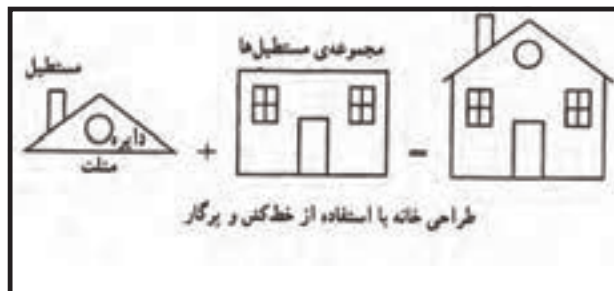 مجموعه‌ی مستطیل‌ها
مستطیل
دایره
مثلث
طراحی خانه با استفاده از خط‌کش و پرگار